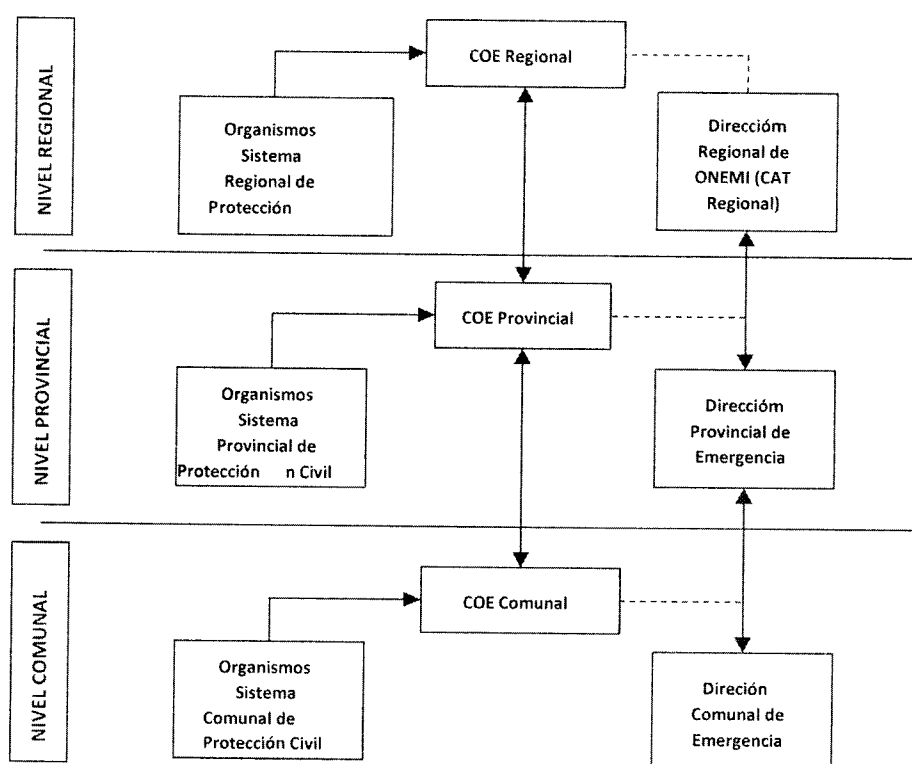 NIVEL REGIONAL
COE Regional
Organismos
Sistema
Regional de
Protección
Direccióm
Regional de
ONEMI (CAT
Regional)
NIVEL PROVINCIAL
COE Provincial
Organismos
Sistema
Provincial de
Protección n Civil
Direccióm
Provincial de
Emergencia
NIVEL COMUNAL
COE Comunal
Organismos
Sistema
Comunal de
Protección Civil
Direción
Comunal de
Emergencia